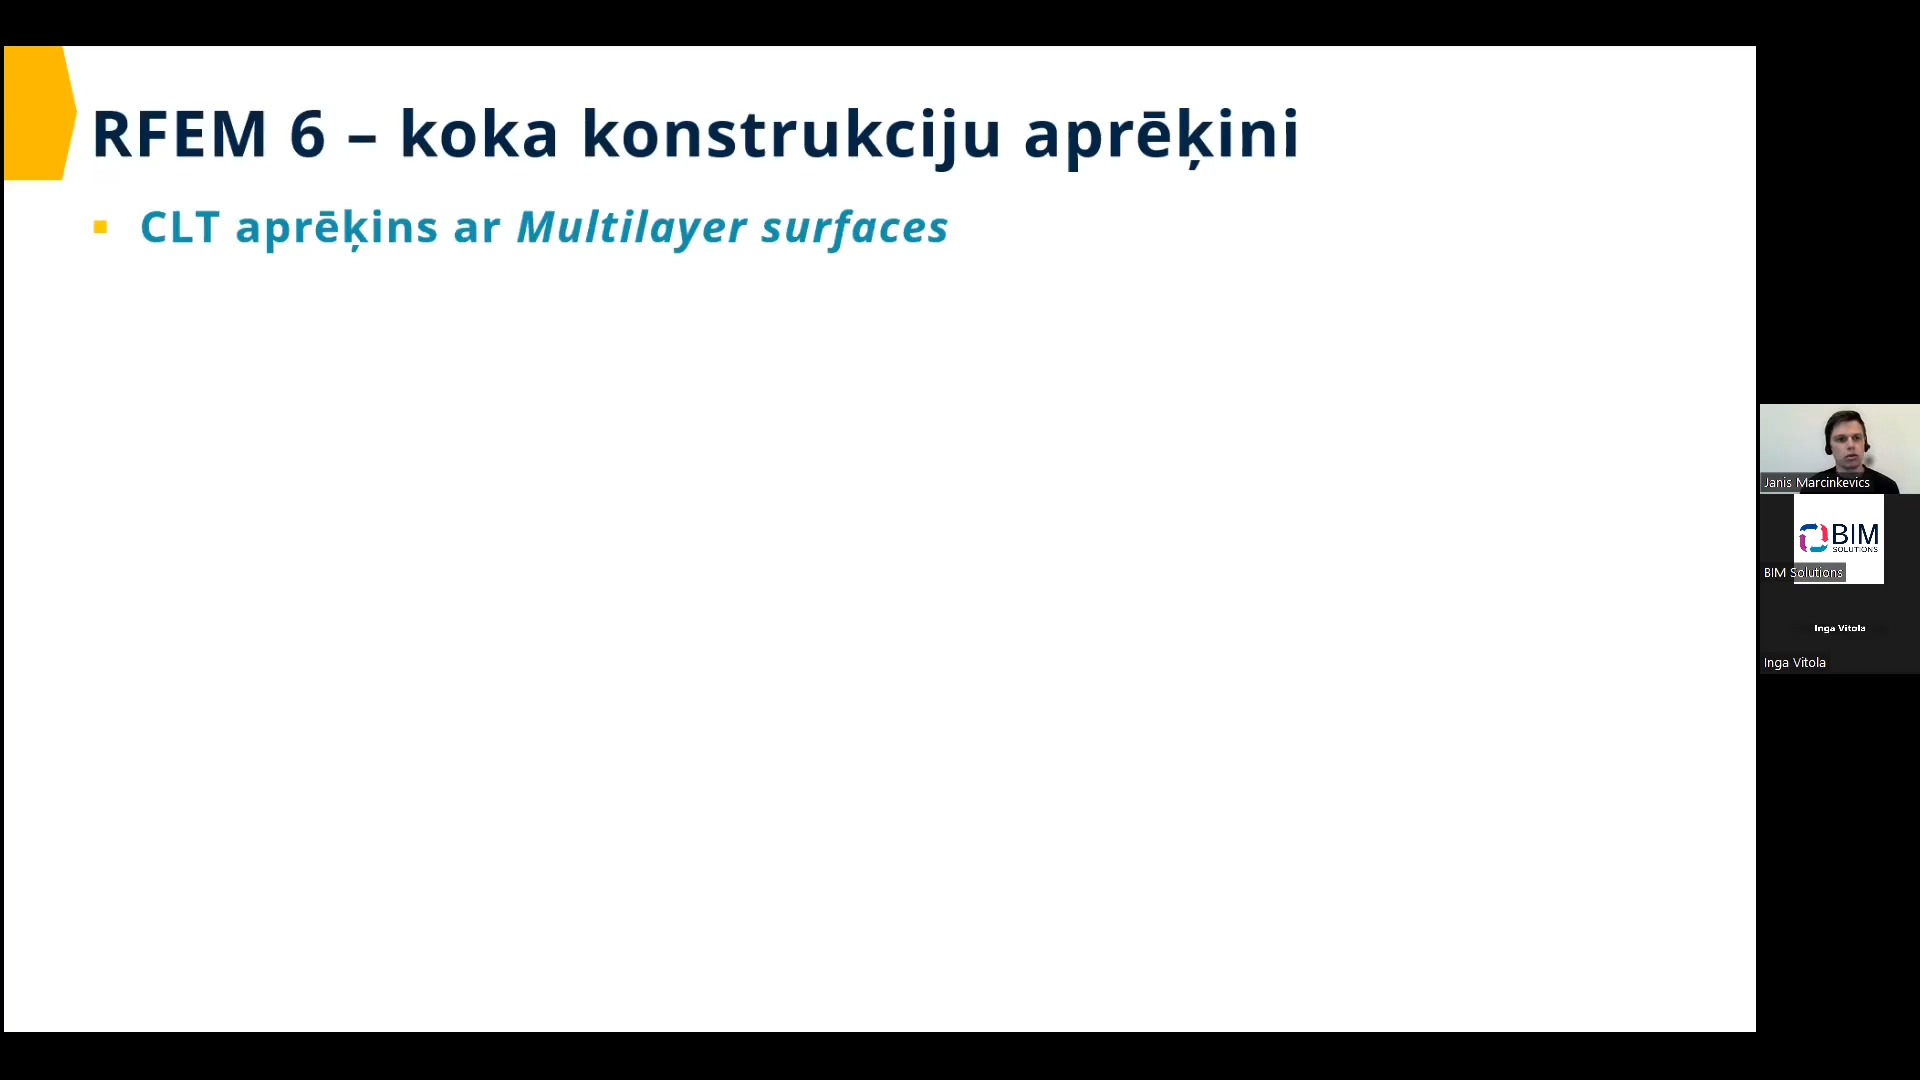 RFEM 6 – koka konstrukciju aprēķini
▪ CLT aprēķins ar Multilayer surfaces
Janis Marcinkevics
BIM
SOLUTIONS
BIM Solutions
Inga Vitola
Inga Vitola